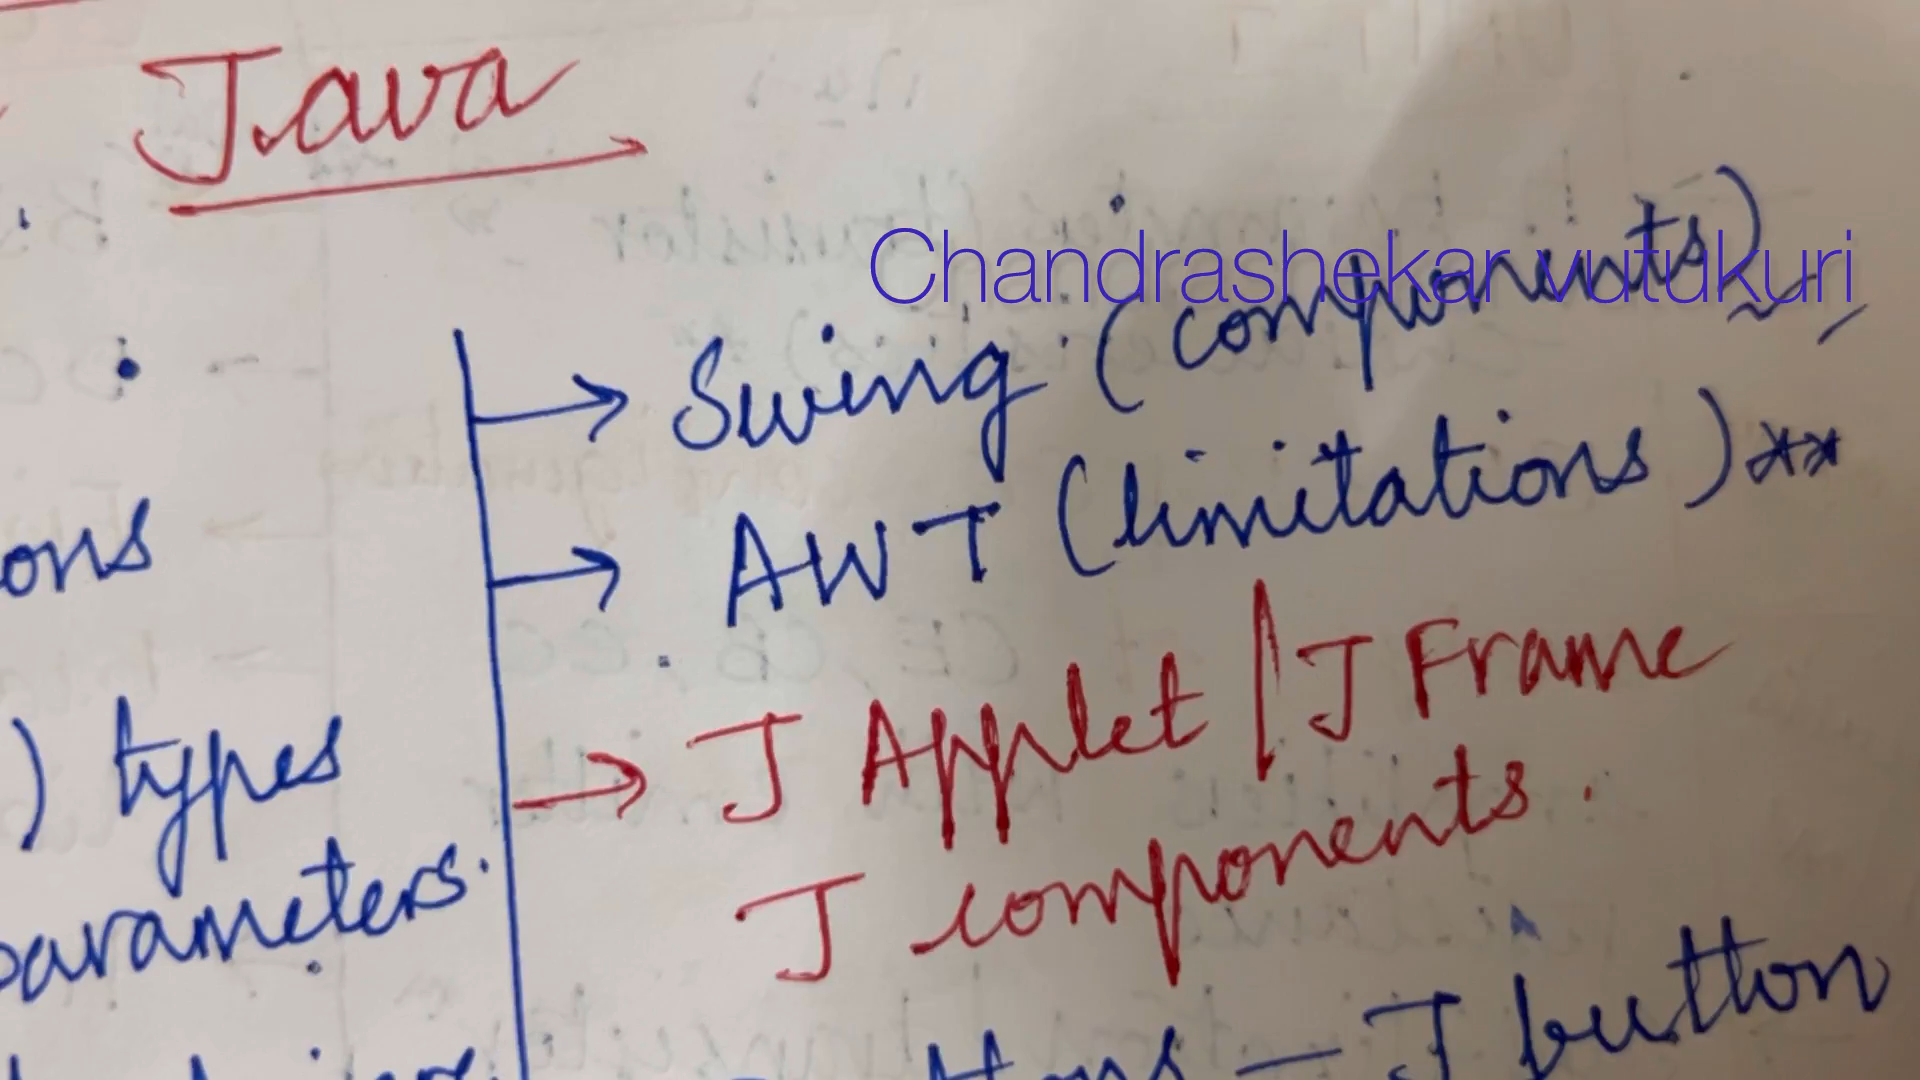 Java
Chandrashekar vutukuri
Swing (components)
AWT (limitations) **
ons
J Applet / J Frame
) types
J components.
parameters.
— J button